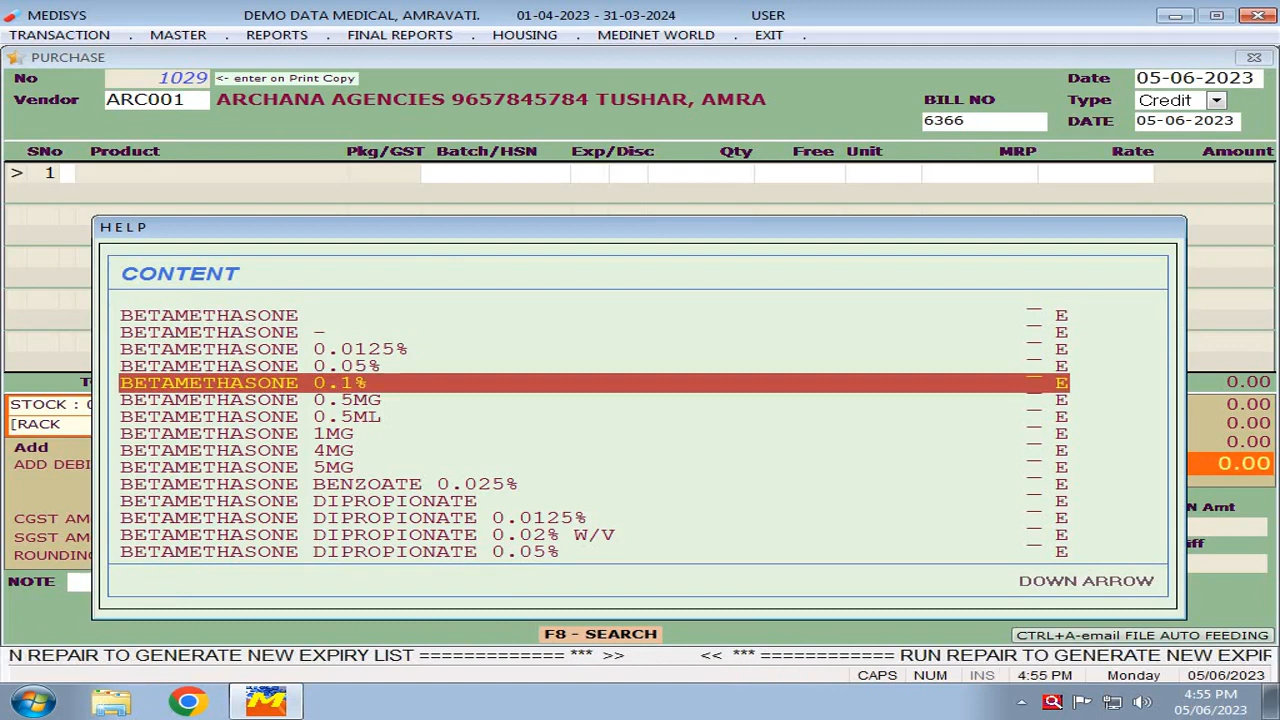 MEDISYS DEMO DATA MEDICAL, AMRAVATI. 01-04-2023 - 31-03-2024 USER
TRANSACTION . MASTER . REPORTS . FINAL REPORTS . HOUSING . MEDINET WORLD . EXIT .
PURCHASE
No 1029 <- enter on Print Copy Date 05-06-2023
Vendor ARC001 ARCHANA AGENCIES 9657845784 TUSHAR, AMRA BILL NO Type Credit
6366 DATE 05-06-2023
SNo Product Pkg/GST Batch/HSN Exp/Disc Qty Free Unit MRP Rate Amount
> 1
HELP
CONTENT
BETAMETHASONE _ E
BETAMETHASONE - _ E
BETAMETHASONE 0.0125% _ E
BETAMETHASONE 0.05% _ E
BETAMETHASONE 0.1% _ E
BETAMETHASONE 0.5MG _ E
BETAMETHASONE 0.5ML _ E
BETAMETHASONE 1MG _ E
BETAMETHASONE 4MG _ E
BETAMETHASONE 5MG _ E
BETAMETHASONE BENZOATE 0.025% _ E
BETAMETHASONE DIPROPIONATE _ E
BETAMETHASONE DIPROPIONATE 0.0125% _ E
BETAMETHASONE DIPROPIONATE 0.02% W/V _ E
BETAMETHASONE DIPROPIONATE 0.05% _ E
DOWN ARROW
0.00
STOCK : 0.00
[RACK 0.00
Add 0.00
ADD DEBI 0.00
CGST AM
SGST AM
ROUNDING
NOTE
N Amt
iff
F8 - SEARCH
CTRL+A-email FILE AUTO FEEDING
N REPAIR TO GENERATE NEW EXPIRY LIST ============= *** >> << *** ============ RUN REPAIR TO GENERATE NEW EXPIR
CAPS NUM INS 4:55 PM Monday 05/06/2023
4:55 PM
05/06/2023